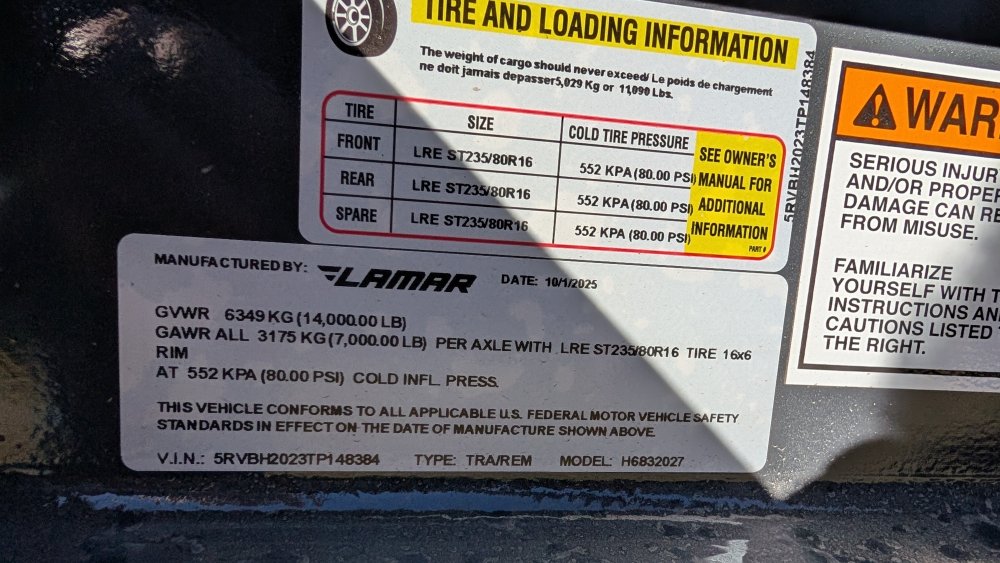 TIRE AND LOADING INFORMATION
The weight of cargo should never exceed/ Le poids de chargement
ne doit jamais depasser5,029 Kg or 11,090 Lbs.
TIRE SIZE COLD TIRE PRESSURE
FRONT LRE ST235/80R16 552 KPA (80.00 PSI)
REAR LRE ST235/80R16 552 KPA (80.00 PSI)
SPARE LRE ST235/80R16 552 KPA (80.00 PSI)
SEE OWNER'S
MANUAL FOR
ADDITIONAL
INFORMATION
PART #
5RVBH2023TP148384
MANUFACTURED BY: LAMAR DATE: 10/1/2025
GVWR 6349 KG (14,000.00 LB)
GAWR ALL 3175 KG (7,000.00 LB) PER AXLE WITH LRE ST235/80R16 TIRE 16x6
RIM
AT 552 KPA (80.00 PSI) COLD INFL. PRESS.
THIS VEHICLE CONFORMS TO ALL APPLICABLE U.S. FEDERAL MOTOR VEHICLE SAFETY
STANDARDS IN EFFECT ON THE DATE OF MANUFACTURE SHOWN ABOVE.
V.I.N.: 5RVBH2023TP148384 TYPE: TRA/REM MODEL: H6832027
WAR
SERIOUS INJUR
AND/OR PROPE
DAMAGE CAN RE
FROM MISUSE.
FAMILIARIZE
YOURSELF WITH T
INSTRUCTIONS AN
CAUTIONS LISTED
THE RIGHT.